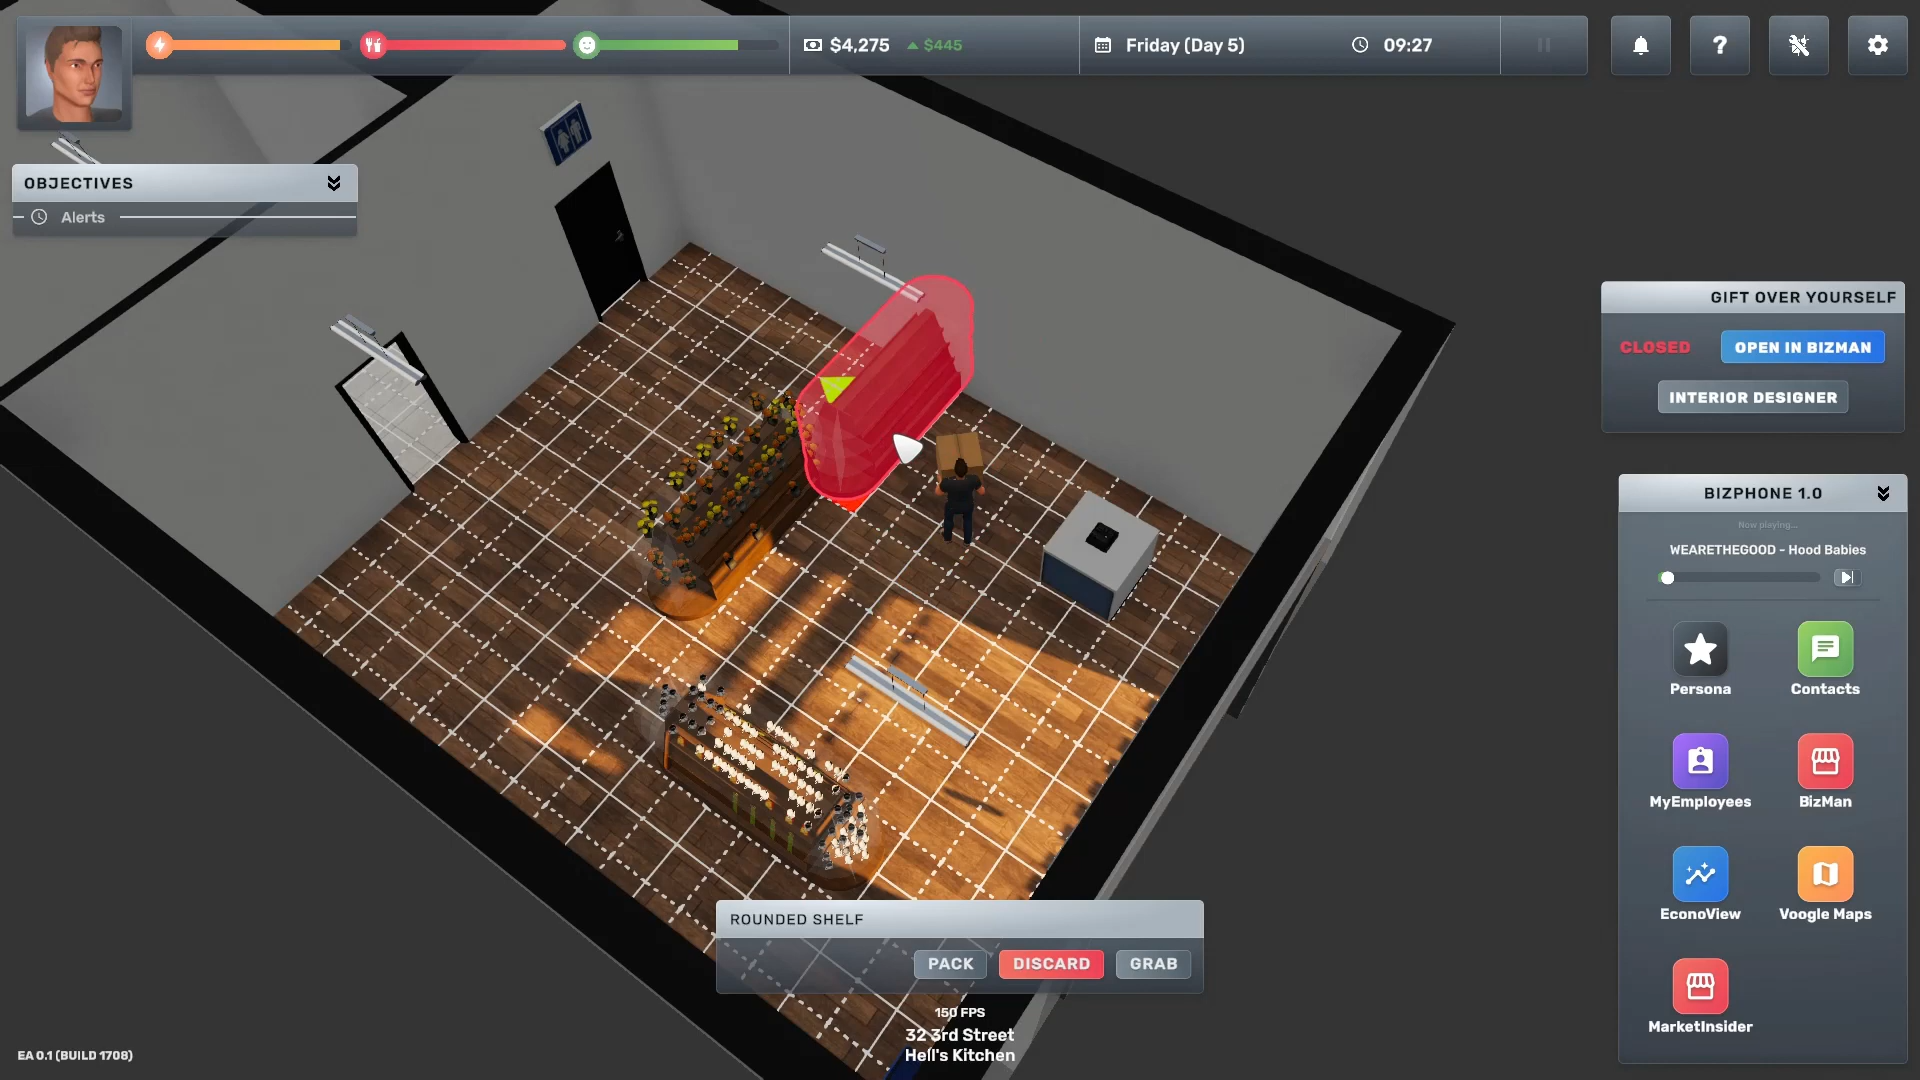 $4,275
$445
Friday (Day 5)
09:27
?
OBJECTIVES
Alerts
GIFT OVER YOURSELF
CLOSED
OPEN IN BIZMAN
INTERIOR DESIGNER
BIZPHONE 1.0
Now playing...
WEARETHEGOOD - Hood Babies
Persona
Contacts
MyEmployees
BizMan
EconoView
Voogle Maps
MarketInsider
ROUNDED SHELF
PACK
DISCARD
GRAB
150 FPS
32 3rd Street
Hell's Kitchen
EA 0.1 (BUILD 1708)